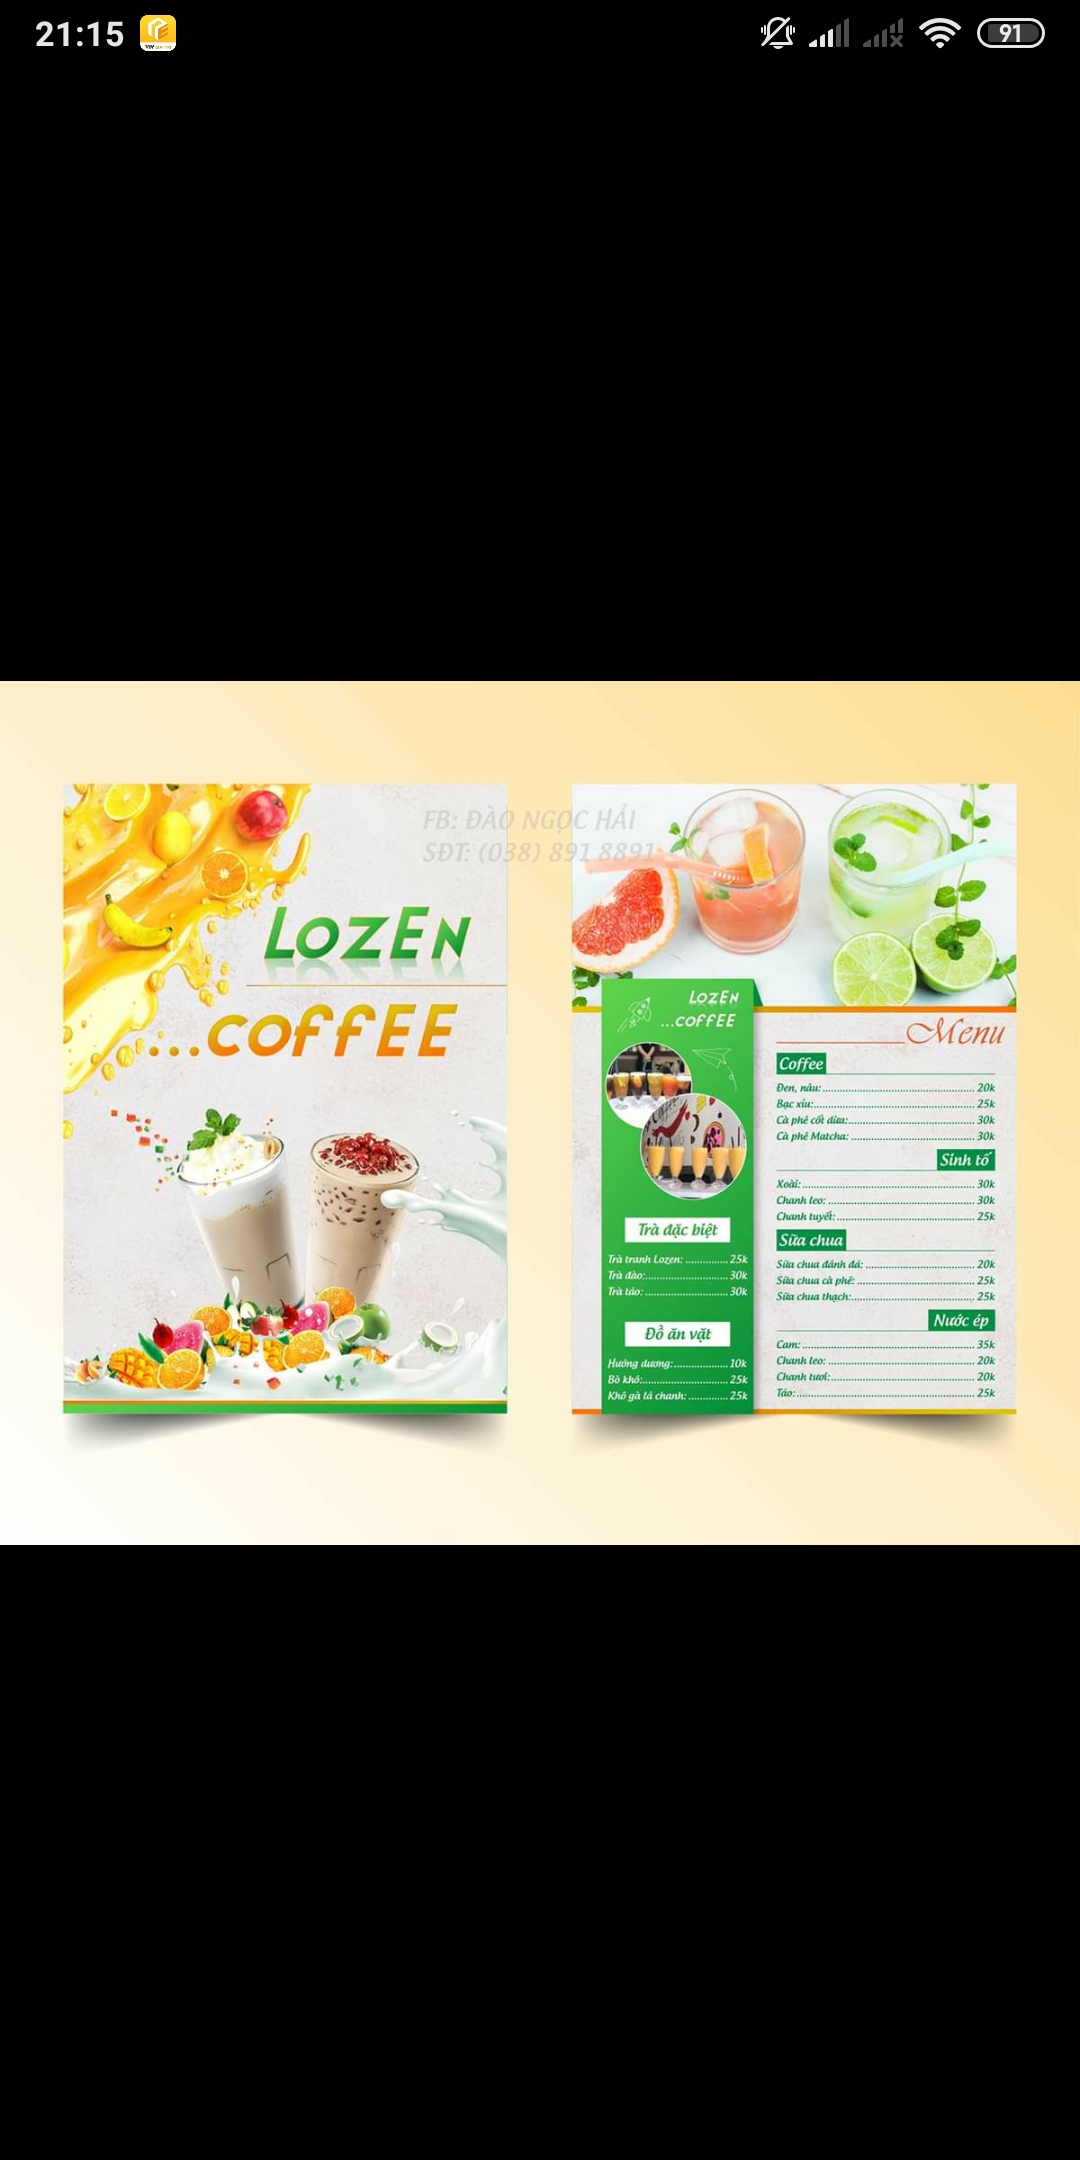 21:15
91
FB: ĐÀO NGỌC HẢI
SĐT: (038) 891 8891
LOZEN
...COFFEE
LOZEN
...COFFEE
Trà đặc biệt
Trà tranh Lozen: 25k
Trà đào: 30k
Trà táo: 30k
Đồ ăn vặt
Hướng dương: 10k
Bò khô: 25k
Khô gà lá chanh: 25k
Menu
Coffee
Đen, nâu: 20k
Bạc xỉu: 25k
Cà phê cốt dừa: 30k
Cà phê Matcha: 30k
Sinh tố
Xoài: 30k
Chanh leo: 30k
Chanh tuyết: 25k
Sữa chua
Sữa chua đánh đá: 20k
Sữa chua cà phê: 25k
Sữa chua thạch: 25k
Nước ép
Cam: 35k
Chanh leo: 20k
Chanh tươi: 20k
Táo: 25k